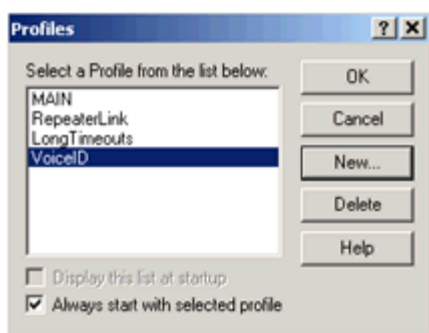 Profiles
Select a Profile from the list below:
MAIN
RepeaterLink
LongTimeouts
VoiceID
OK
Cancel
New...
Delete
Help
Display this list at startup
Always start with selected profile